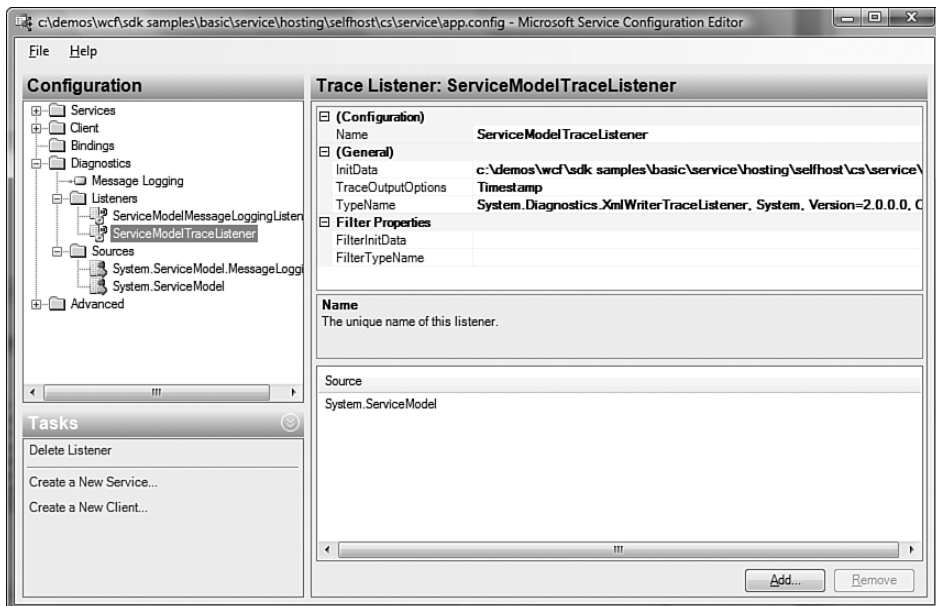 c:\demos\wcf\sdk samples\basic\service\hosting\selfhost\cs\service\app.config - Microsoft Service Configuration Editor
File Help
Configuration
Services
Client
Bindings
Diagnostics
Message Logging
Listeners
ServiceModelMessageLoggingListen
ServiceModelTraceListener
Sources
System.ServiceModel.MessageLoggi
System.ServiceModel
Advanced
Tasks
Delete Listener
Create a New Service...
Create a New Client...
Trace Listener: ServiceModelTraceListener
(Configuration)
Name ServiceModelTraceListener
(General)
InitData c:\demos\wcf\sdk samples\basic\service\hosting\selfhost\cs\service\
TraceOutputOptions Timestamp
TypeName System.Diagnostics.XmlWriterTraceListener, System, Version=2.0.0.0, C
Filter Properties
FilterInitData
FilterTypeName
Name
The unique name of this listener.
Source
System.ServiceModel
Add... Remove